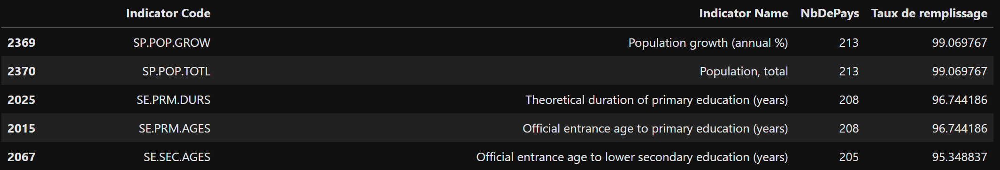 Indicator Code Indicator Name NbDePays Taux de remplissage
2369 SP.POP.GROW Population growth (annual %) 213 99.069767
2370 SP.POP.TOTL Population, total 213 99.069767
2025 SE.PRM.DURS Theoretical duration of primary education (years) 208 96.744186
2015 SE.PRM.AGES Official entrance age to primary education (years) 208 96.744186
2067 SE.SEC.AGES Official entrance age to lower secondary education (years) 205 95.348837